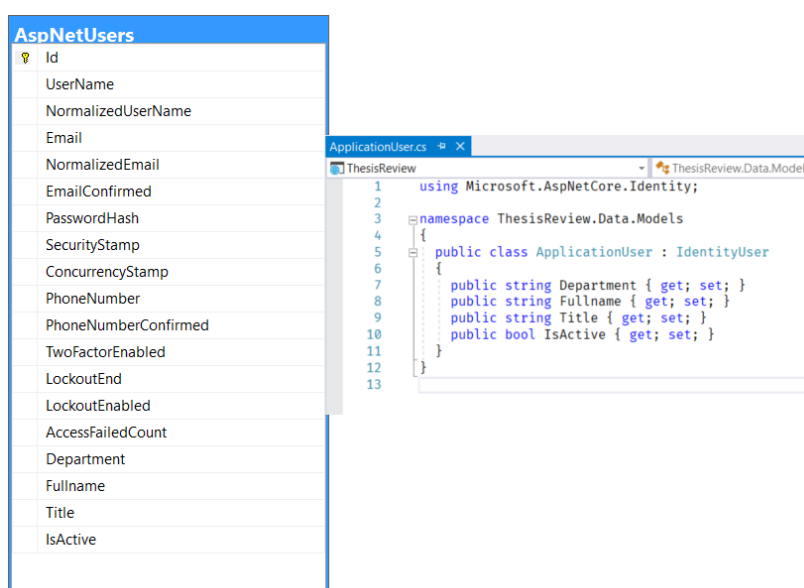 AspNetUsers
Id
UserName
NormalizedUserName
Email
NormalizedEmail
EmailConfirmed
PasswordHash
SecurityStamp
ConcurrencyStamp
PhoneNumber
PhoneNumberConfirmed
TwoFactorEnabled
LockoutEnd
LockoutEnabled
AccessFailedCount
Department
Fullname
Title
IsActive
ApplicationUser.cs
ThesisReview
ThesisReview.Data.Model
1 using Microsoft.AspNetCore.Identity;
2
3 namespace ThesisReview.Data.Models
4 {
5 public class ApplicationUser : IdentityUser
6 {
7 public string Department { get; set; }
8 public string Fullname { get; set; }
9 public string Title { get; set; }
10 public bool IsActive { get; set; }
11 }
12 }
13